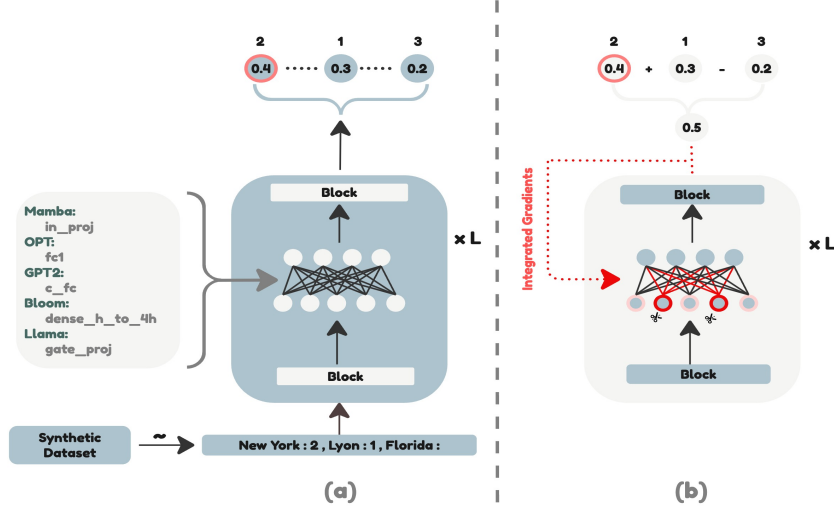 2 1 3
0.4 0.3 0.2
Block
Mamba:
in_proj
OPT:
fc1
GPT2:
c_fc
Bloom:
dense_h_to_4h
Llama:
gate_proj
x L
Block
Synthetic
Dataset
~
New York : 2 , Lyon : 1 , Florida :
(a)
2 1 3
0.4 + 0.3 - 0.2
0.5
Integrated Gradients
Block
x L
Block
(b)